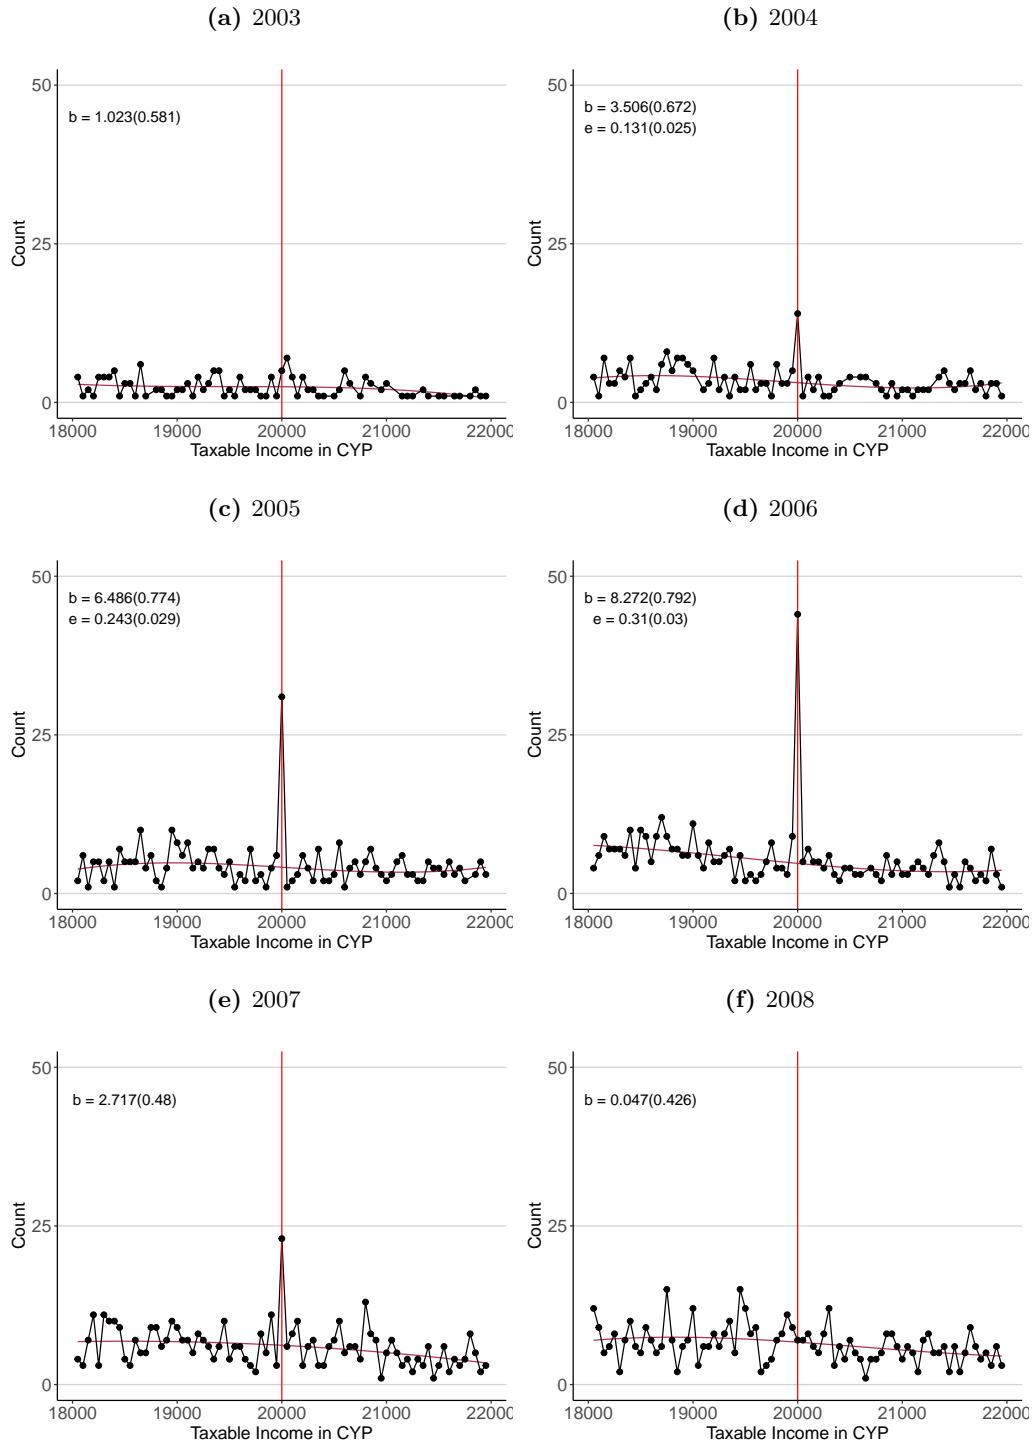 (a) 2003
(b) 2004
50
25
0
Count
b = 1.023(0.581)
18000 19000 20000 21000 22000
Taxable Income in CYP
50
25
0
Count
b = 3.506(0.672)
e = 0.131(0.025)
18000 19000 20000 21000 22000
Taxable Income in CYP
(c) 2005
(d) 2006
50
25
0
Count
b = 6.486(0.774)
e = 0.243(0.029)
18000 19000 20000 21000 22000
Taxable Income in CYP
50
25
0
Count
b = 8.272(0.792)
e = 0.31(0.03)
18000 19000 20000 21000 22000
Taxable Income in CYP
(e) 2007
(f) 2008
50
25
0
Count
b = 2.717(0.48)
18000 19000 20000 21000 22000
Taxable Income in CYP
50
25
0
Count
b = 0.047(0.426)
18000 19000 20000 21000 22000
Taxable Income in CYP